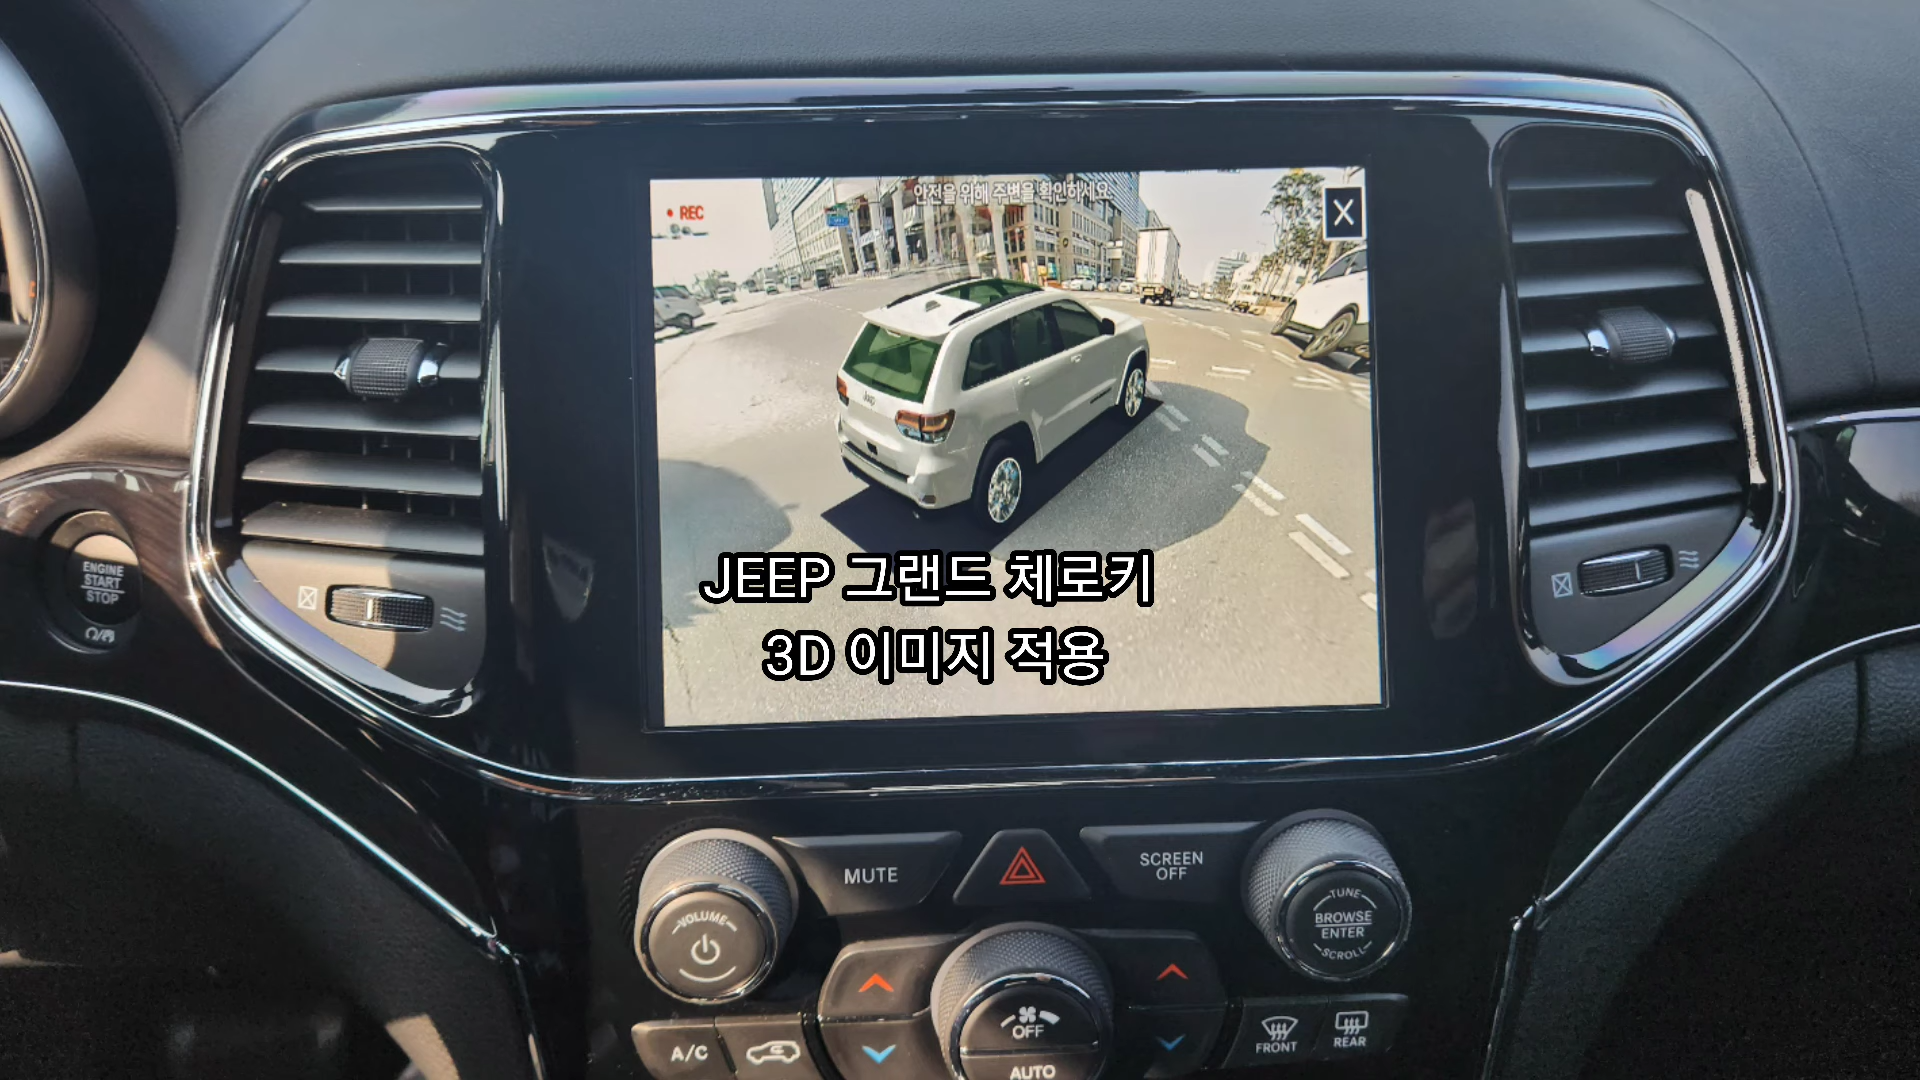 안전을 위해 주변을 확인하세요.
REC
X
Jeep
JEEP 그랜드 체로키
3D 이미지 적용
ENGINE
START
STOP
MUTE
SCREEN
OFF
VOLUME
TUNE
BROWSE
ENTER
SCROLL
OFF
A/C
AUTO
FRONT
REAR